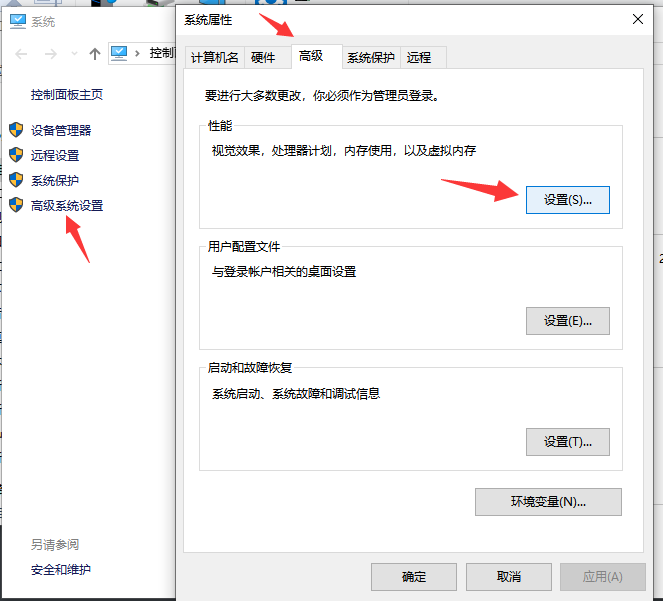 系统
控制
控制面板主页
设备管理器
远程设置
系统保护
高级系统设置
另请参阅
安全和维护
系统属性
计算机名 硬件 高级 系统保护 远程
要进行大多数更改，你必须作为管理员登录。
性能
视觉效果，处理器计划，内存使用，以及虚拟内存
设置(S)...
用户配置文件
与登录帐户相关的桌面设置
设置(E)...
启动和故障恢复
系统启动、系统故障和调试信息
设置(T)...
环境变量(N)...
确定 取消 应用(A)